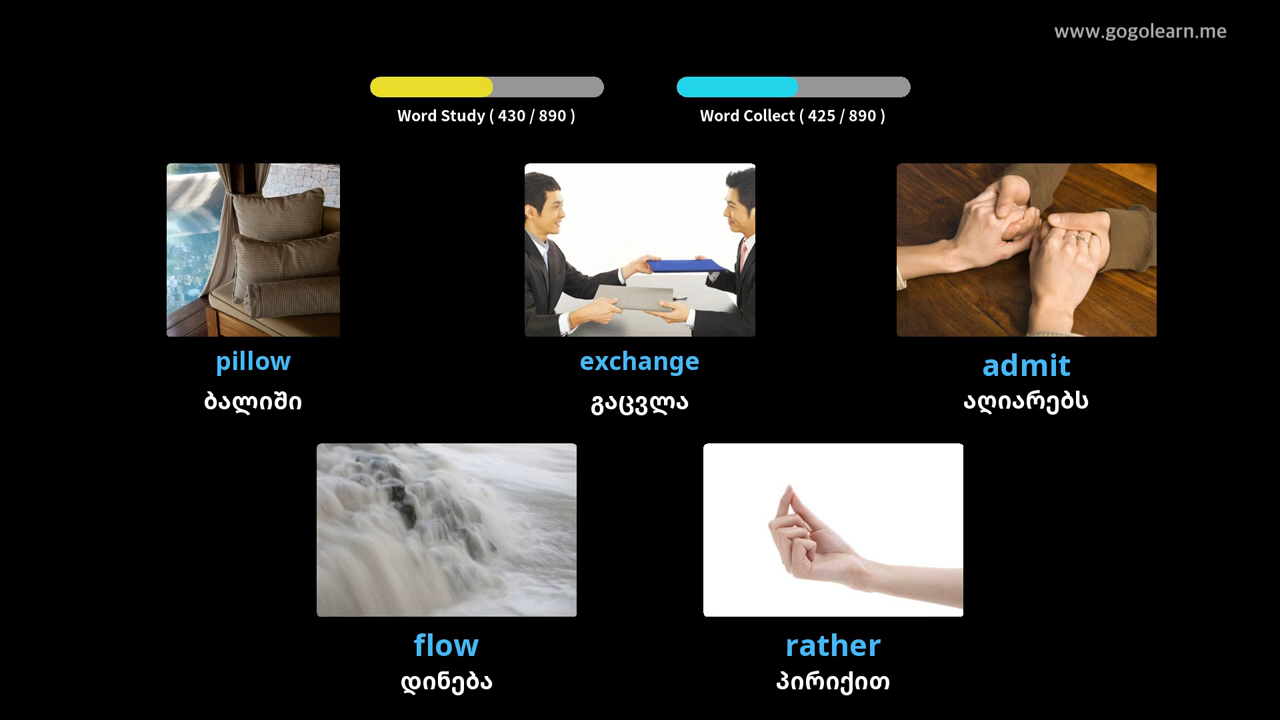 www.gogolearn.me
Word Study ( 430 / 890 )
Word Collect ( 425 / 890 )
pillow
ბალიში
exchange
გაცვლა
admit
აღიარებს
flow
დინება
rather
პირიქით